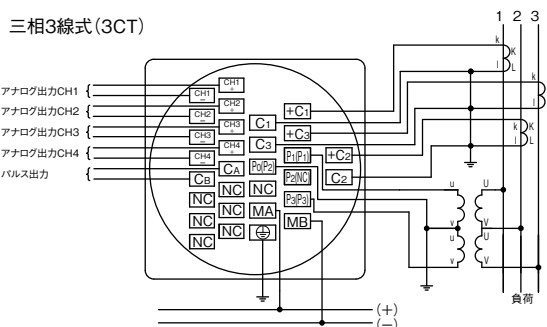 三相3線式(3CT)
1 2 3
k
K
l
L
k
l
k
K
l
L
アナログ出力CH1
アナログ出力CH2
アナログ出力CH3
アナログ出力CH4
パルス出力
CH1 +
CH1 −
CH2 +
CH2 −
CH3 +
CH3 −
CH4 +
CH4 −
C1
+C1
+C3
C3
P1(P1)
+C2
CA
P0(P2)
P2(NC)
C2
CB
NC
NC
NC
P3(P3)
NC
MA
MB
NC
NC
NC
u
U
v
V
u
U
v
V
負荷
(+)
(−)